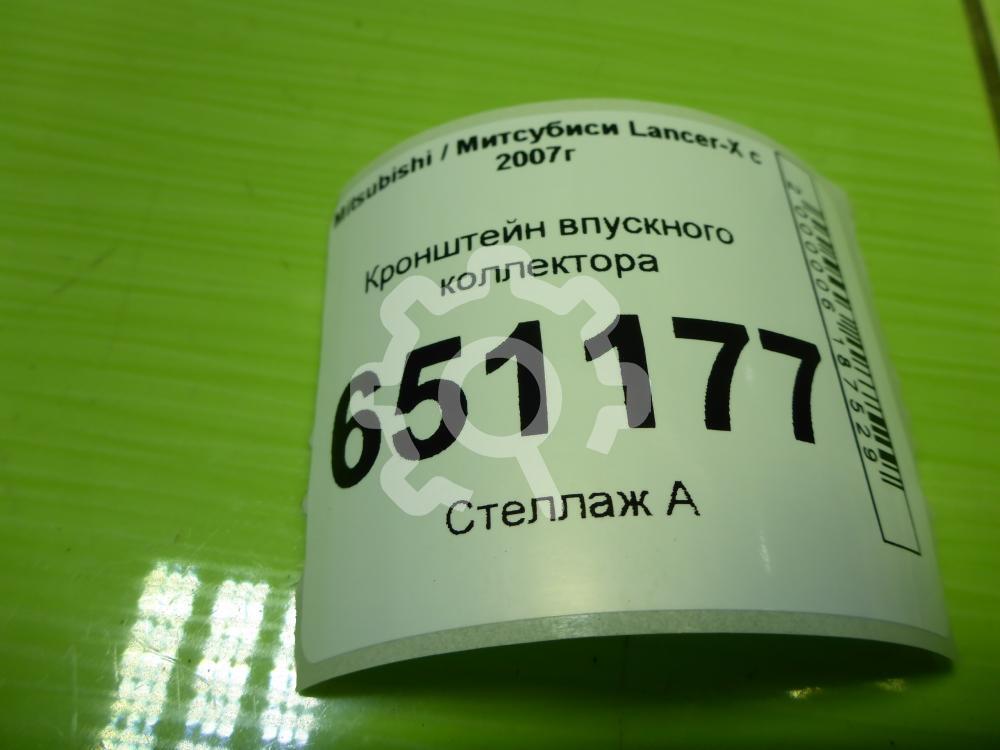 Mitsubishi / Митсубиси Lancer-X с
2007г
Кронштейн впускного
коллектора
651177
Стеллаж А
2000006187529